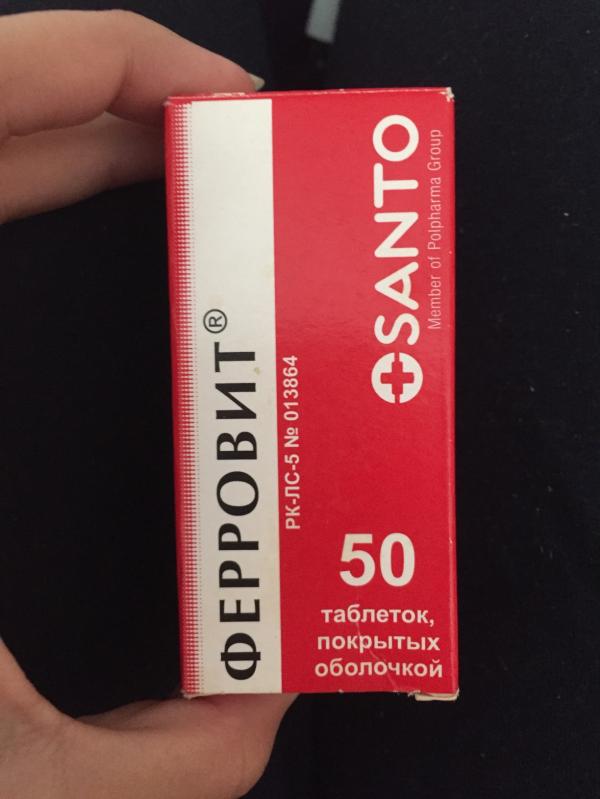 ФЕРРОВИТ®
РК-ЛС-5 № 013864
SANTO
Member of Polpharma Group
50
таблеток,
покрытых
оболочкой